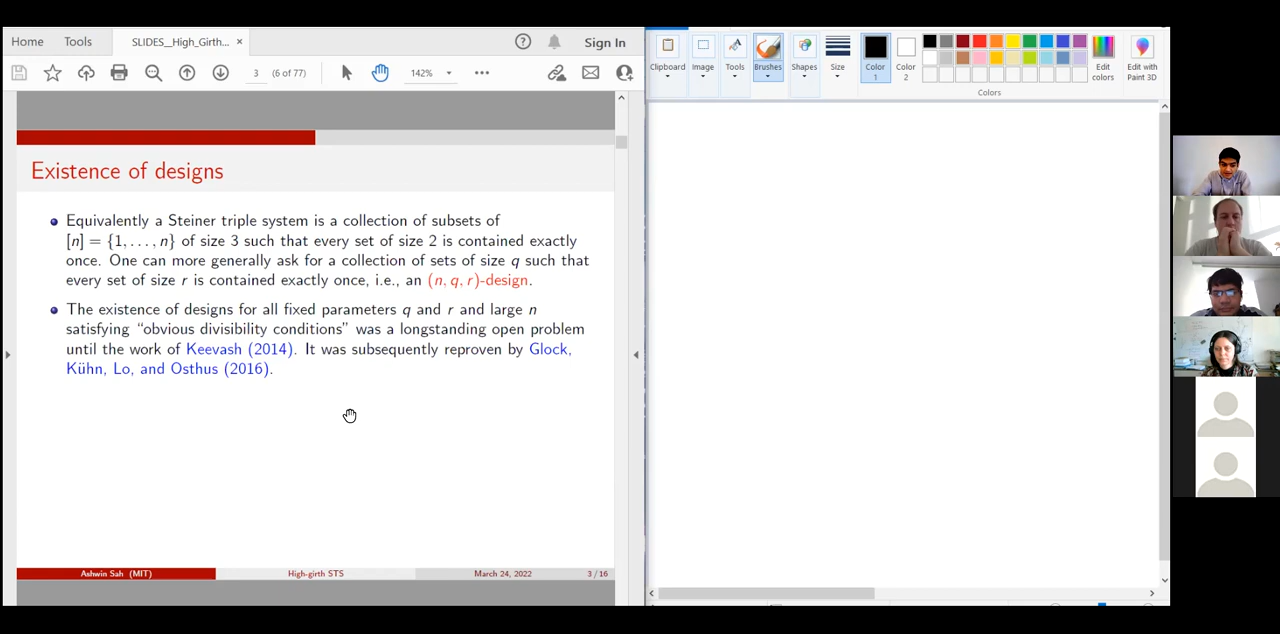 Home
Tools
SLIDES__High_Girth... ×
Sign In
3
(6 of 77)
142%
Existence of designs
Equivalently a Steiner triple system is a collection of subsets of
[n] = {1, . . . , n} of size 3 such that every set of size 2 is contained exactly
once. One can more generally ask for a collection of sets of size q such that
every set of size r is contained exactly once, i.e., an (n, q, r)-design.
The existence of designs for all fixed parameters q and r and large n
satisfying “obvious divisibility conditions” was a longstanding open problem
until the work of Keevash (2014). It was subsequently reproven by Glock,
Kühn, Lo, and Osthus (2016).
Ashwin Sah (MIT)
High-girth STS
March 24, 2022
3 / 16
Clipboard
Image
Tools
Brushes
Shapes
Size
Color
1
Color
2
Edit
colors
Edit with
Paint 3D
Colors